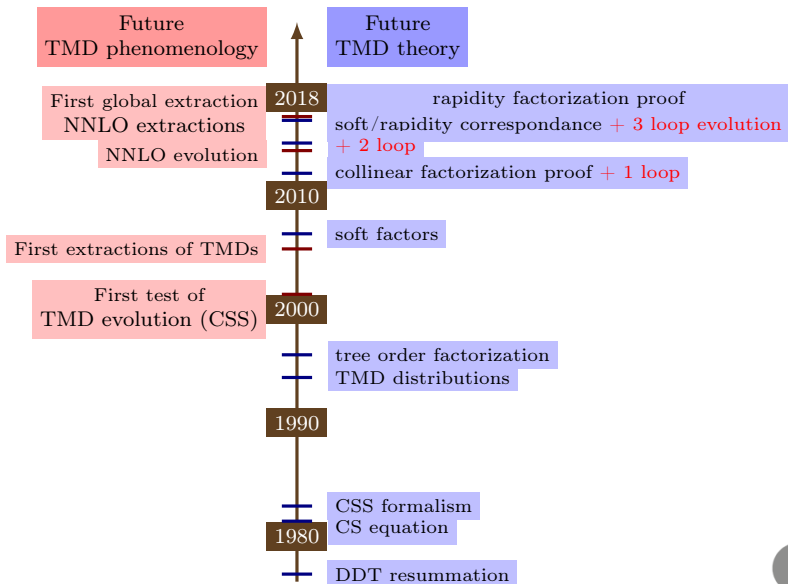 Future
TMD phenomenology
Future
TMD theory
First global extraction
2018
rapidity factorization proof
NNLO extractions
soft/rapidity correspondance + 3 loop evolution
NNLO evolution
+ 2 loop
collinear factorization proof + 1 loop
2010
soft factors
First extractions of TMDs
First test of
TMD evolution (CSS)
2000
tree order factorization
TMD distributions
1990
CSS formalism
CS equation
1980
DDT resummation